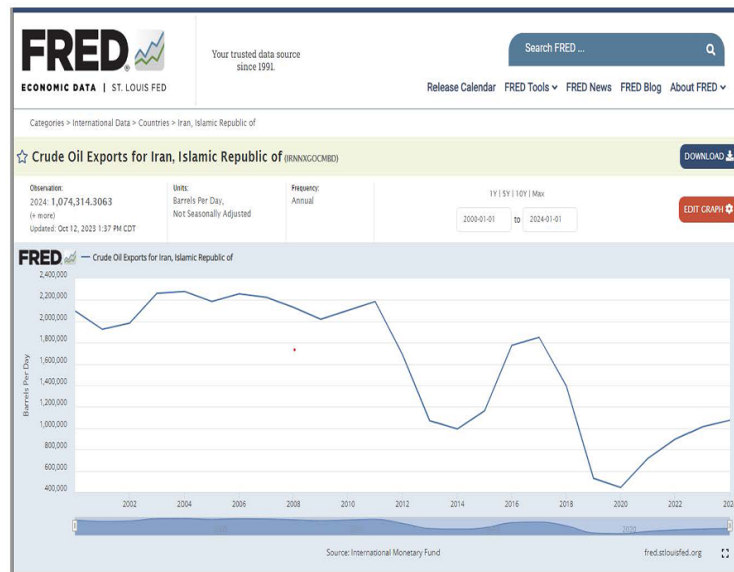 FRED
ECONOMIC DATA | ST. LOUIS FED
Your trusted data source
since 1991.
Search FRED ...
Release Calendar FRED Tools FRED News FRED Blog About FRED
Categories > International Data > Countries > Iran, Islamic Republic of
Crude Oil Exports for Iran, Islamic Republic of (IRNNXGOCMBD)
DOWNLOAD
Observation:
2024: 1,074,314.3063
(+ more)
Updated: Oct 12, 2023 1:37 PM CDT
Units:
Barrels Per Day,
Not Seasonally Adjusted
Frequency:
Annual
1Y | 5Y | 10Y | Max
2000-01-01 to 2024-01-01
EDIT GRAPH
FRED — Crude Oil Exports for Iran, Islamic Republic of
2,400,000
2,200,000
2,000,000
1,800,000
1,600,000
1,400,000
1,200,000
1,000,000
800,000
600,000
400,000
Barrels Per Day
2002 2004 2006 2008 2010 2012 2014 2016 2018 2020 2022
2020
Source: International Monetary Fund
fred.stlouisfed.org